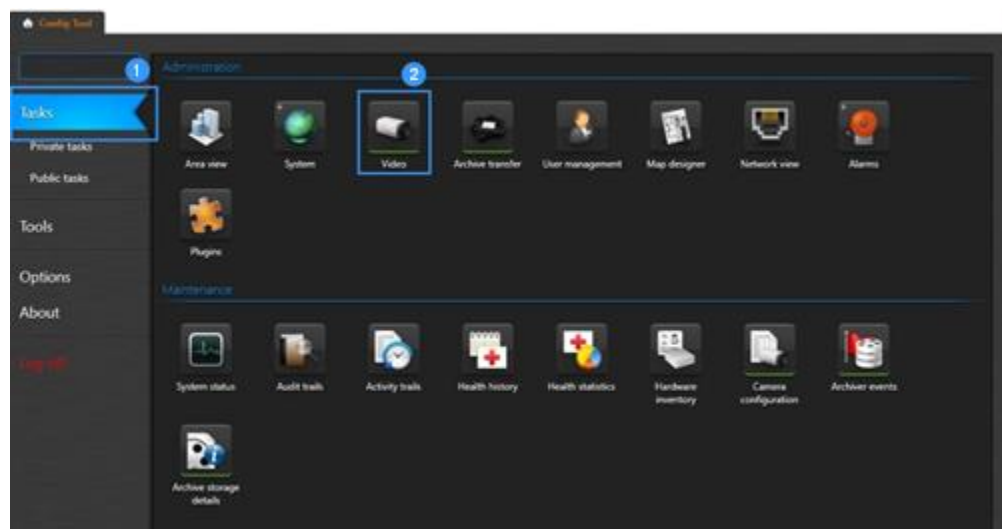 Config Tool
1
Administration
2
Tasks
Private tasks
Public tasks
Tools
Options
About
Log off
Area view
System
Video
Archive transfer
User management
Map designer
Network view
Alarms
Plugins
Maintenance
System status
Audit trails
Activity trails
Health history
Health statistics
Hardware
inventory
Camera
configuration
Archiver events
Archive storage
details